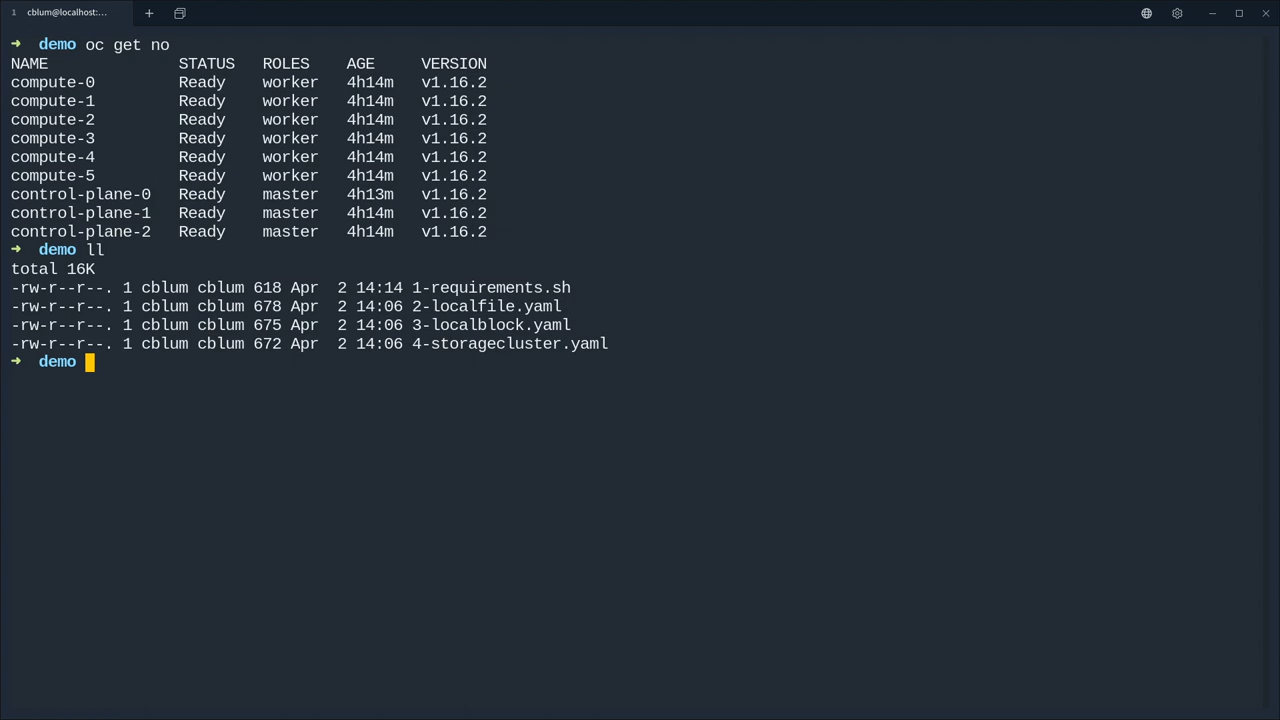 1 cblum@localhost:...
➜ demo oc get no
NAME STATUS ROLES AGE VERSION
compute-0 Ready worker 4h14m v1.16.2
compute-1 Ready worker 4h14m v1.16.2
compute-2 Ready worker 4h14m v1.16.2
compute-3 Ready worker 4h14m v1.16.2
compute-4 Ready worker 4h14m v1.16.2
compute-5 Ready worker 4h14m v1.16.2
control-plane-0 Ready master 4h13m v1.16.2
control-plane-1 Ready master 4h14m v1.16.2
control-plane-2 Ready master 4h14m v1.16.2
➜ demo ll
total 16K
-rw-r--r--. 1 cblum cblum 618 Apr 2 14:14 1-requirements.sh
-rw-r--r--. 1 cblum cblum 678 Apr 2 14:06 2-localfile.yaml
-rw-r--r--. 1 cblum cblum 675 Apr 2 14:06 3-localblock.yaml
-rw-r--r--. 1 cblum cblum 672 Apr 2 14:06 4-storagecluster.yaml
➜ demo